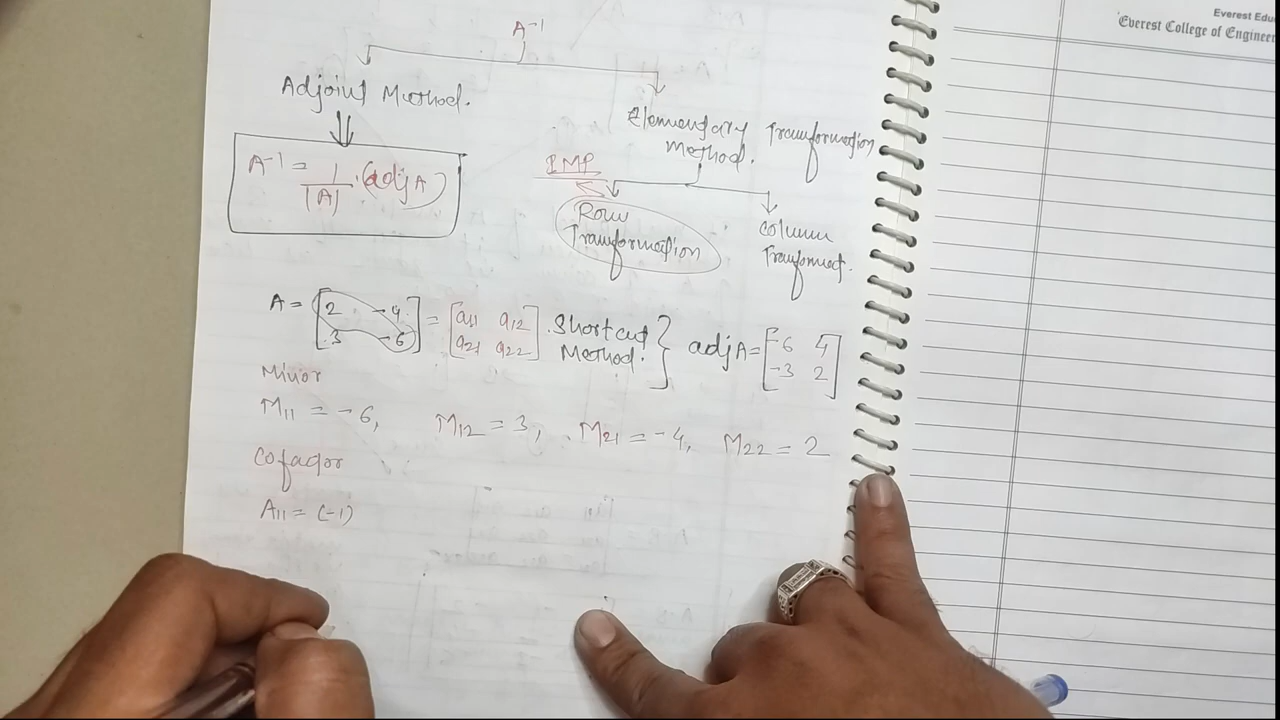 Everest Edu
Everest College of Engineer
A⁻¹
Adjoint Method.
Elementary Transformation
Method.
A⁻¹ = 1/|A| · (adj A)
IMP
Row
Transformation
Column
Transformat.
A = [2 -4; 3 -6] = [a11 a12; a21 a22] . Shortcut Method. } adj A = [-6 4; -3 2]
Minor
M11 = -6, M12 = 3, M21 = -4, M22 = 2
Cofactor
A11 = (-1)